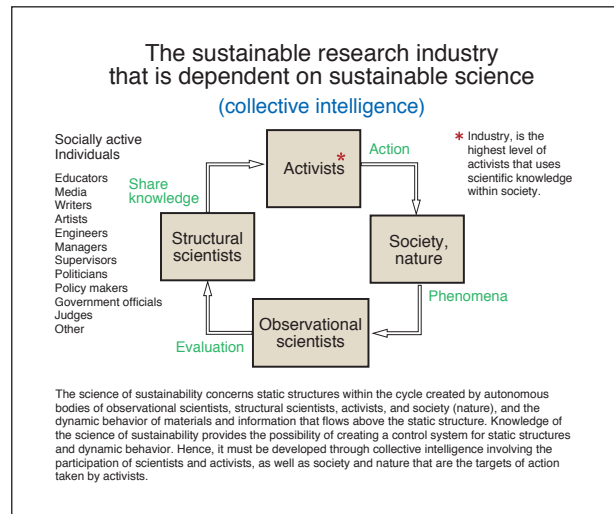 The sustainable research industry
that is dependent on sustainable science
(collective intelligence)
Socially active
Individuals
Educators
Media
Writers
Artists
Engineers
Managers
Supervisors
Politicians
Policy makers
Government officials
Judges
Other
Share
knowledge
Activists*
Action
* Industry, is the
highest level of
activists that uses
scientific knowledge
within society.
Structural
scientists
Society,
nature
Phenomena
Observational
scientists
Evaluation
The science of sustainability concerns static structures within the cycle created by autonomous
bodies of observational scientists, structural scientists, activists, and society (nature), and the
dynamic behavior of materials and information that flows above the static structure. Knowledge of
the science of sustainability provides the possibility of creating a control system for static structures
and dynamic behavior. Hence, it must be developed through collective intelligence involving the
participation of scientists and activists, as well as society and nature that are the targets of action
taken by activists.